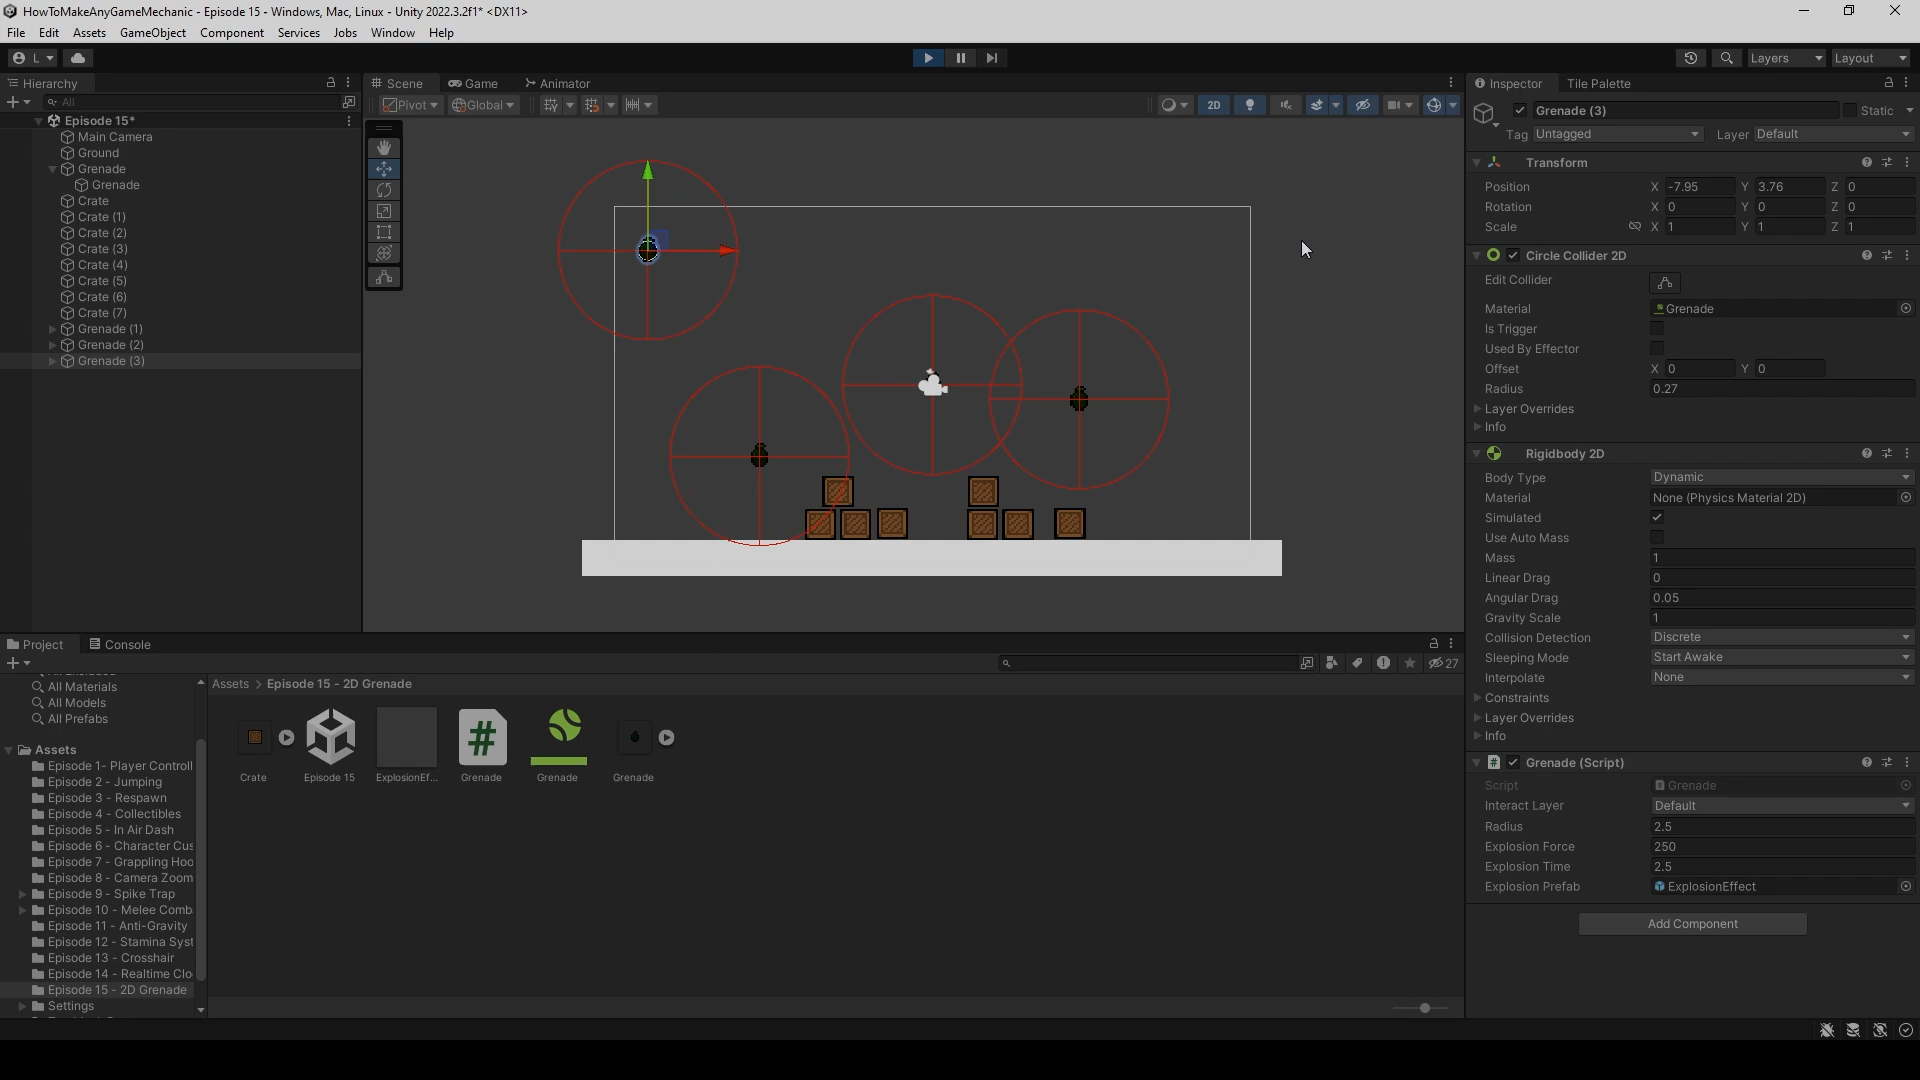 HowToMakeAnyGameMechanic - Episode 15 - Windows, Mac, Linux - Unity 2022.3.2f1* <DX11>
File Edit Assets GameObject Component Services Jobs Window Help
L Layers Layout
Hierarchy
All
Episode 15*
Main Camera
Ground
Grenade
Grenade
Crate
Crate (1)
Crate (2)
Crate (3)
Crate (4)
Crate (5)
Crate (6)
Crate (7)
Grenade (1)
Grenade (2)
Grenade (3)
Scene Game Animator
Pivot Global 2D
Inspector Tile Palette
Grenade (3) Static
Tag Untagged Layer Default
Transform
Position X -7.95 Y 3.76 Z 0
Rotation X 0 Y 0 Z 0
Scale X 1 Y 1 Z 1
Circle Collider 2D
Edit Collider
Material Grenade
Is Trigger
Used By Effector
Offset X 0 Y 0
Radius 0.27
Layer Overrides
Info
Rigidbody 2D
Body Type Dynamic
Material None (Physics Material 2D)
Simulated
Use Auto Mass
Mass 1
Linear Drag 0
Angular Drag 0.05
Gravity Scale 1
Collision Detection Discrete
Sleeping Mode Start Awake
Interpolate None
Constraints
Layer Overrides
Info
Grenade (Script)
Script Grenade
Interact Layer Default
Radius 2.5
Explosion Force 250
Explosion Time 2.5
Explosion Prefab ExplosionEffect
Add Component
Project Console
27
All Materials
All Models
All Prefabs
Assets
Episode 1- Player Controll
Episode 2 - Jumping
Episode 3 - Respawn
Episode 4 - Collectibles
Episode 5 - In Air Dash
Episode 6 - Character Cus
Episode 7 - Grappling Hoo
Episode 8 - Camera Zoom
Episode 9 - Spike Trap
Episode 10 - Melee Comb
Episode 11 - Anti-Gravity
Episode 12 - Stamina Syst
Episode 13 - Crosshair
Episode 14 - Realtime Clo
Episode 15 - 2D Grenade
Settings
Assets > Episode 15 - 2D Grenade
Crate Episode 15 ExplosionEf... Grenade Grenade Grenade